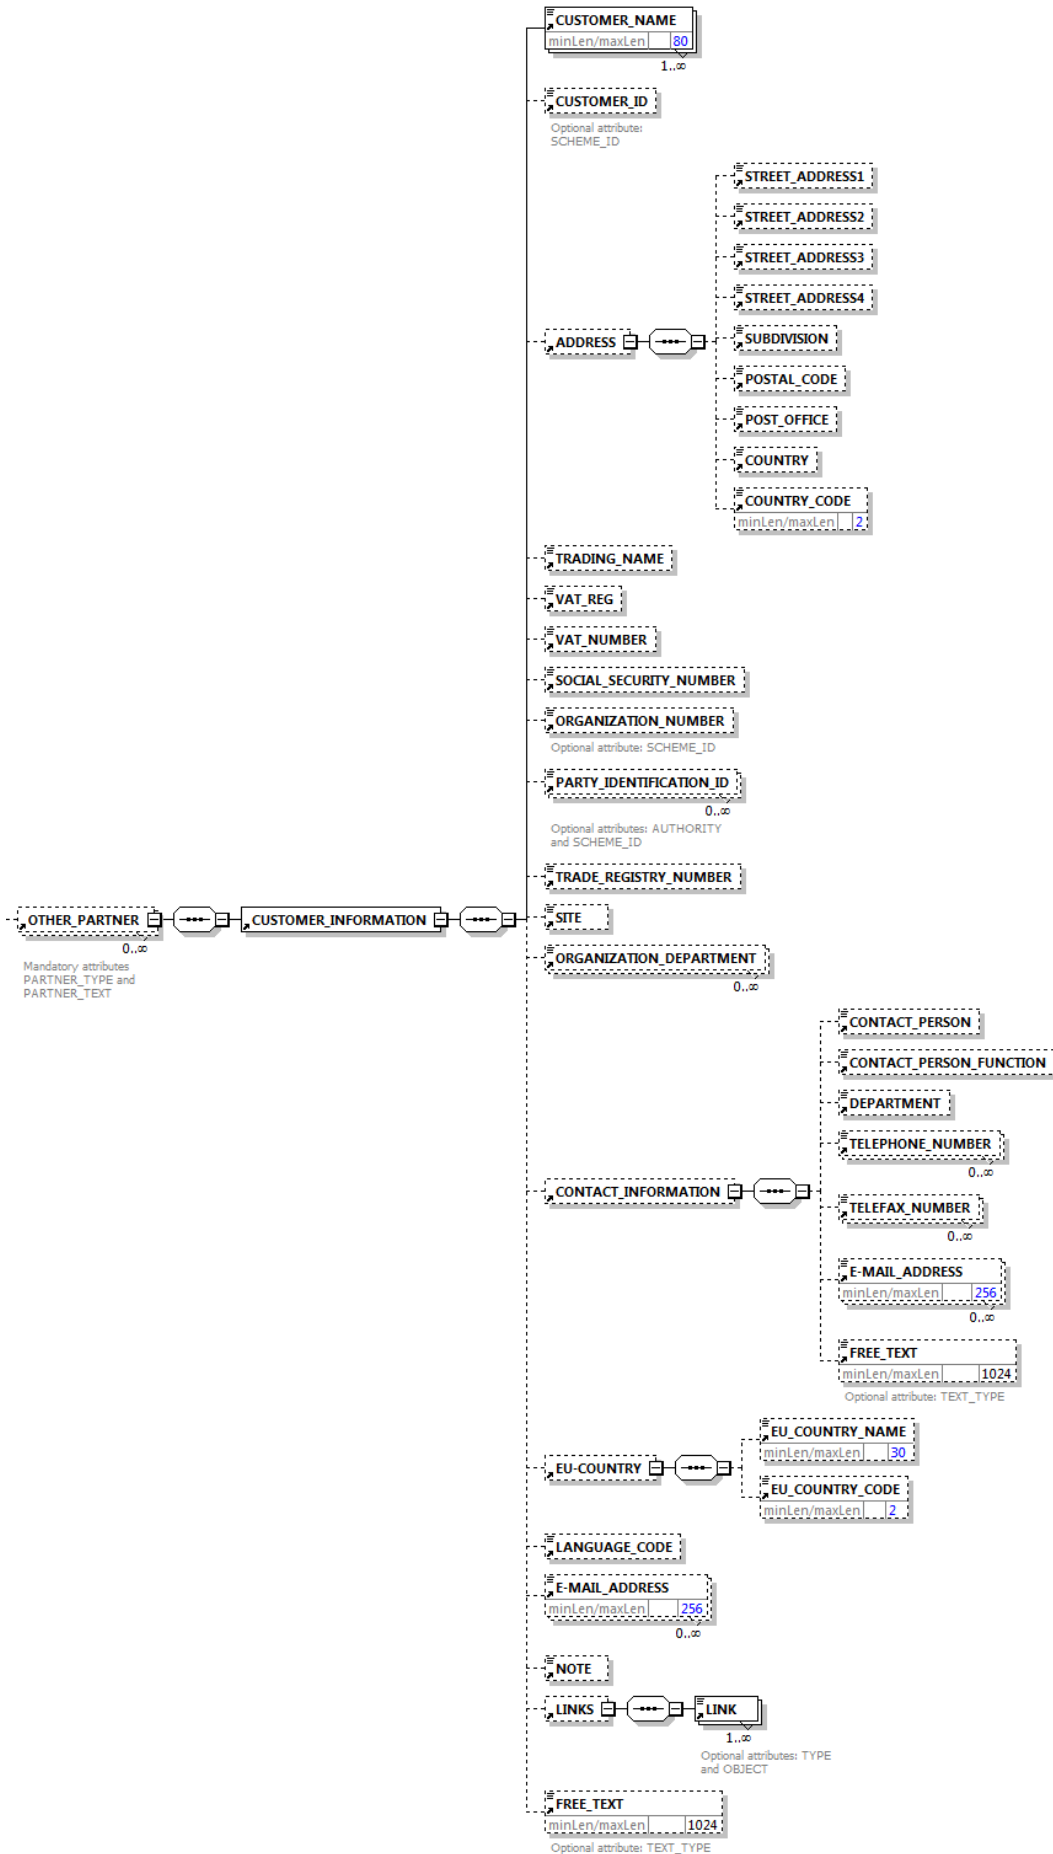 CUSTOMER_NAME
minLen/maxLen 80
1..∞
CUSTOMER_ID
Optional attribute:
SCHEME_ID
STREET_ADDRESS1
STREET_ADDRESS2
STREET_ADDRESS3
STREET_ADDRESS4
ADDRESS
SUBDIVISION
POSTAL_CODE
POST_OFFICE
COUNTRY
COUNTRY_CODE
minLen/maxLen 2
TRADING_NAME
VAT_REG
VAT_NUMBER
SOCIAL_SECURITY_NUMBER
ORGANIZATION_NUMBER
Optional attribute: SCHEME_ID
PARTY_IDENTIFICATION_ID
0..∞
Optional attributes: AUTHORITY
and SCHEME_ID
TRADE_REGISTRY_NUMBER
OTHER_PARTNER
0..∞
Mandatory attributes
PARTNER_TYPE and
PARTNER_TEXT
CUSTOMER_INFORMATION
SITE
ORGANIZATION_DEPARTMENT
0..∞
CONTACT_PERSON
CONTACT_PERSON_FUNCTION
DEPARTMENT
TELEPHONE_NUMBER
0..∞
CONTACT_INFORMATION
TELEFAX_NUMBER
0..∞
E-MAIL_ADDRESS
minLen/maxLen 256
0..∞
FREE_TEXT
minLen/maxLen 1024
Optional attribute: TEXT_TYPE
EU-COUNTRY
EU_COUNTRY_NAME
minLen/maxLen 30
EU_COUNTRY_CODE
minLen/maxLen 2
LANGUAGE_CODE
E-MAIL_ADDRESS
minLen/maxLen 256
0..∞
NOTE
LINKS
LINK
1..∞
Optional attributes: TYPE
and OBJECT
FREE_TEXT
minLen/maxLen 1024
Optional attribute: TEXT_TYPE